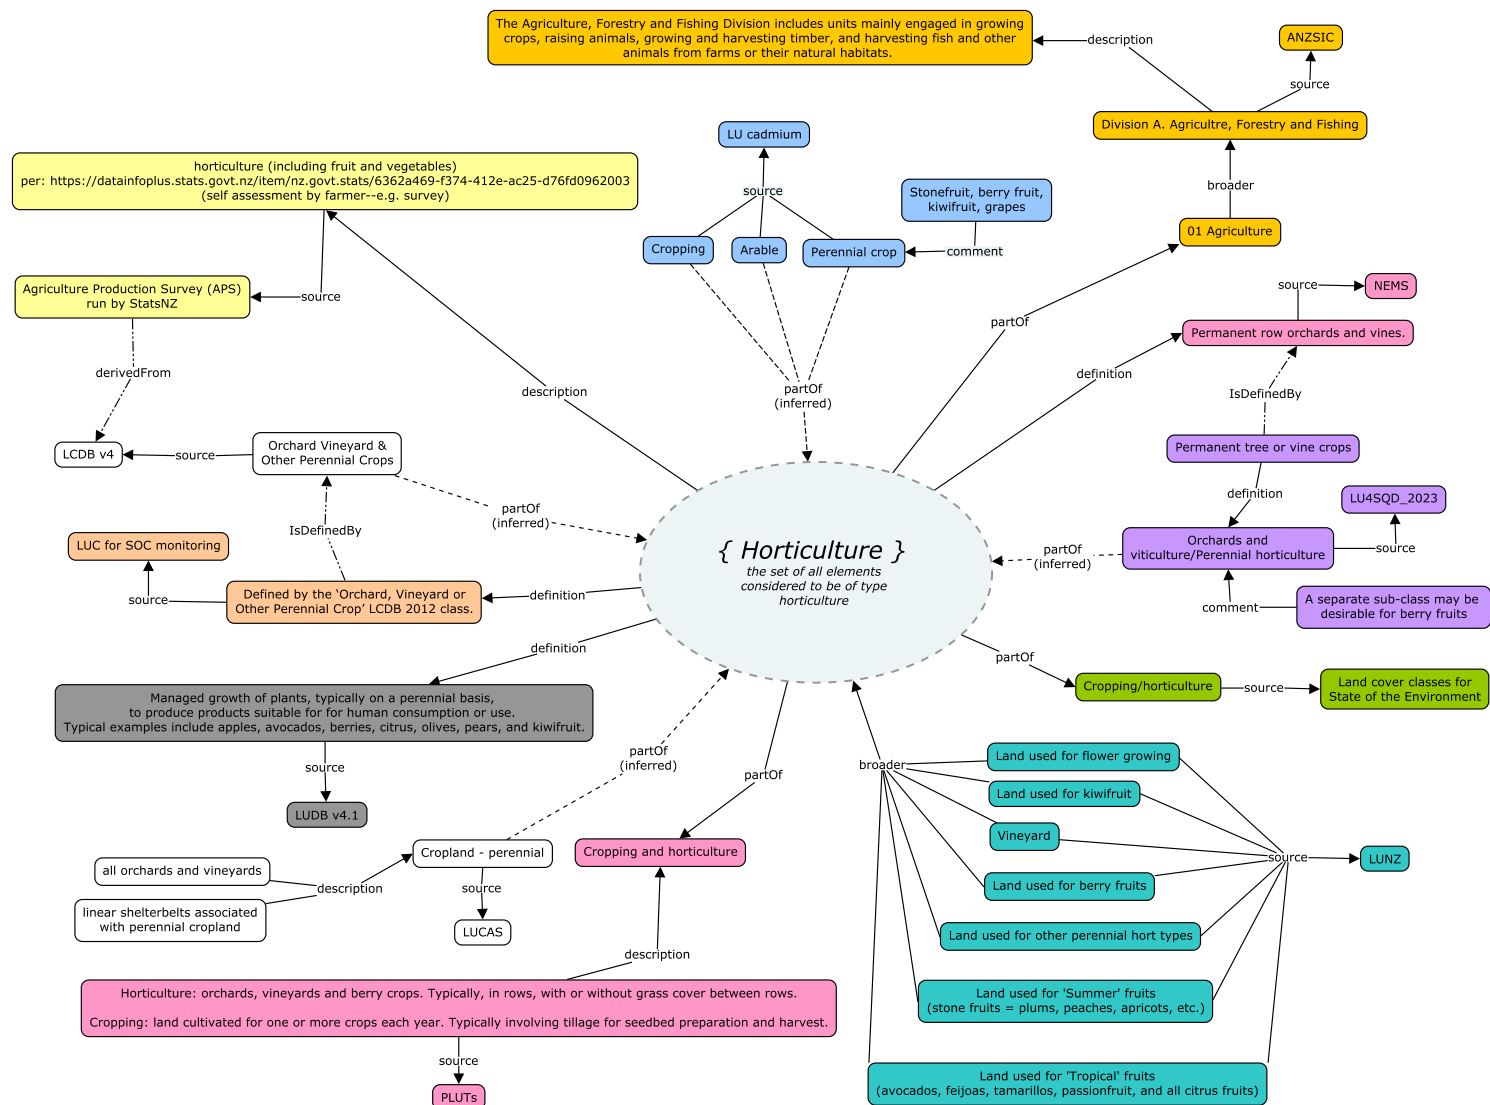 The Agriculture, Forestry and Fishing Division includes units mainly engaged in growing
crops, raising animals, growing and harvesting timber, and harvesting fish and other
animals from farms or their natural habitats.
description
ANZSIC
source
Division A. Agricultre, Forestry and Fishing
broader
01 Agriculture
partOf
LU cadmium
source
Cropping
Arable
Perennial crop
Stonefruit, berry fruit,
kiwifruit, grapes
comment
partOf
(inferred)
horticulture (including fruit and vegetables)
per: https://datainfoplus.stats.govt.nz/item/nz.govt.stats/6362a469-f374-412e-ac25-d76fd0962003
(self assessment by farmer--e.g. survey)
source
Agriculture Production Survey (APS)
run by StatsNZ
derivedFrom
description
LCDB v4
source
Orchard Vineyard &
Other Perennial Crops
partOf
(inferred)
IsDefinedBy
LUC for SOC monitoring
source
Defined by the ‘Orchard, Vineyard or
Other Perennial Crop’ LCDB 2012 class.
definition
source
NEMS
Permanent row orchards and vines.
definition
IsDefinedBy
Permanent tree or vine crops
definition
LU4SQD_2023
source
Orchards and
viticulture/Perennial horticulture
partOf
(inferred)
comment
A separate sub-class may be
desirable for berry fruits
{ Horticulture }
the set of all elements
considered to be of type
horticulture
definition
Managed growth of plants, typically on a perennial basis,
to produce products suitable for for human consumption or use.
Typical examples include apples, avocados, berries, citrus, olives, pears, and kiwifruit.
source
LUDB v4.1
partOf
Cropping/horticulture
source
Land cover classes for
State of the Environment
partOf
(inferred)
Cropland - perennial
all orchards and vineyards
description
linear shelterbelts associated
with perennial cropland
source
LUCAS
partOf
Cropping and horticulture
description
Horticulture: orchards, vineyards and berry crops. Typically, in rows, with or without grass cover between rows.
Cropping: land cultivated for one or more crops each year. Typically involving tillage for seedbed preparation and harvest.
source
PLUTs
broader
Land used for flower growing
Land used for kiwifruit
Vineyard
Land used for berry fruits
Land used for other perennial hort types
Land used for 'Summer' fruits
(stone fruits = plums, peaches, apricots, etc.)
Land used for 'Tropical' fruits
(avocados, feijoas, tamarillos, passionfruit, and all citrus fruits)
source
LUNZ